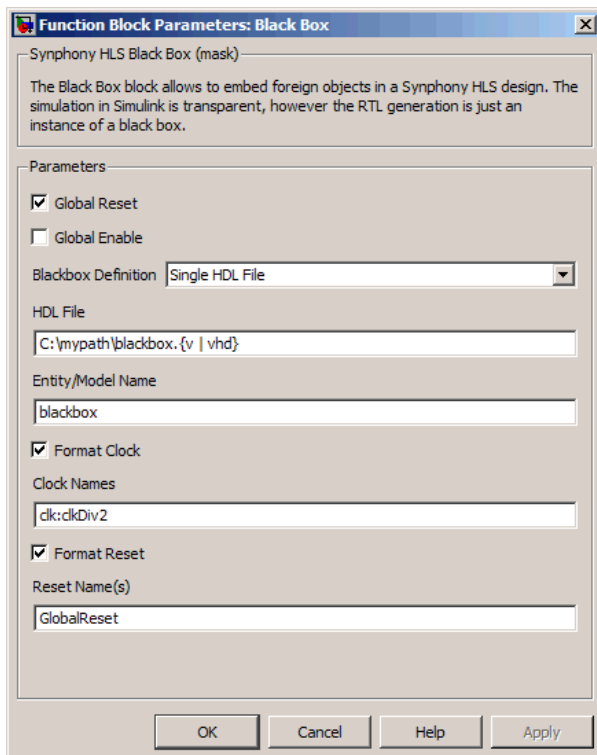 Function Block Parameters: Black Box
Synphony HLS Black Box (mask)
The Black Box block allows to embed foreign objects in a Synphony HLS design. The
simulation in Simulink is transparent, however the RTL generation is just an
instance of a black box.
Parameters
Global Reset
Global Enable
Blackbox Definition Single HDL File
HDL File
C:\mypath\blackbox.{v | vhd}
Entity/Model Name
blackbox
Format Clock
Clock Names
clk:clkDiv2
Format Reset
Reset Name(s)
GlobalReset
OK Cancel Help Apply